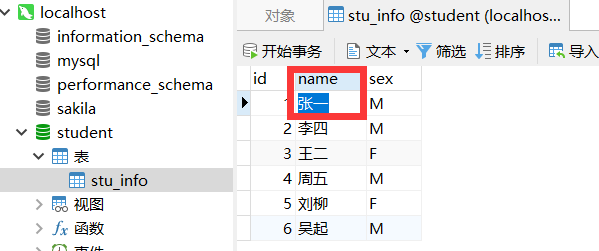 localhost
information_schema
mysql
performance_schema
sakila
student
表
stu_info
视图
函数
对象
stu_info @student (localhos...
开始事务 文本 筛选 排序 导入
id name sex
1 张一 M
2 李四 M
3 王二 F
4 周五 M
5 刘柳 F
6 吴起 M